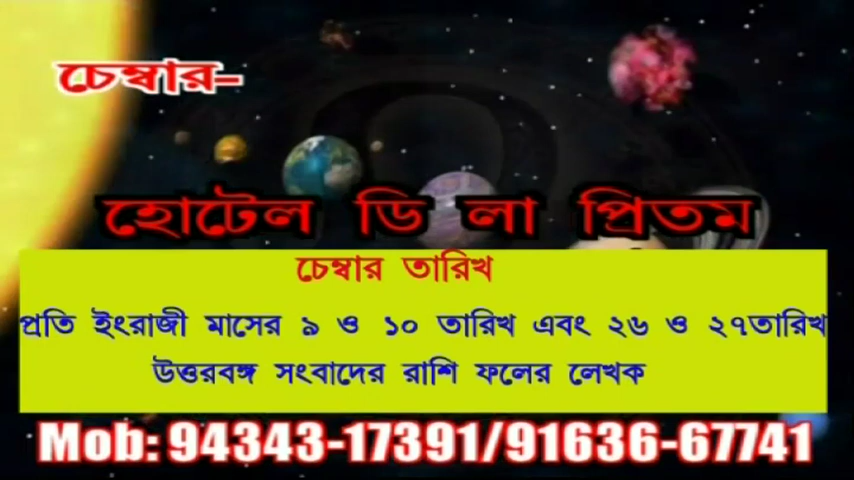 চেম্বার-
হোটেল ডি লা প্রিতম
চেম্বার তারিখ
প্রতি ইংরাজী মাসের ৯ ও ১০ তারিখ এবং ২৬ ও ২৭তারিখ
উত্তরবঙ্গ সংবাদের রাশি ফলের লেখক
Mob: 94343-17391/91636-67741